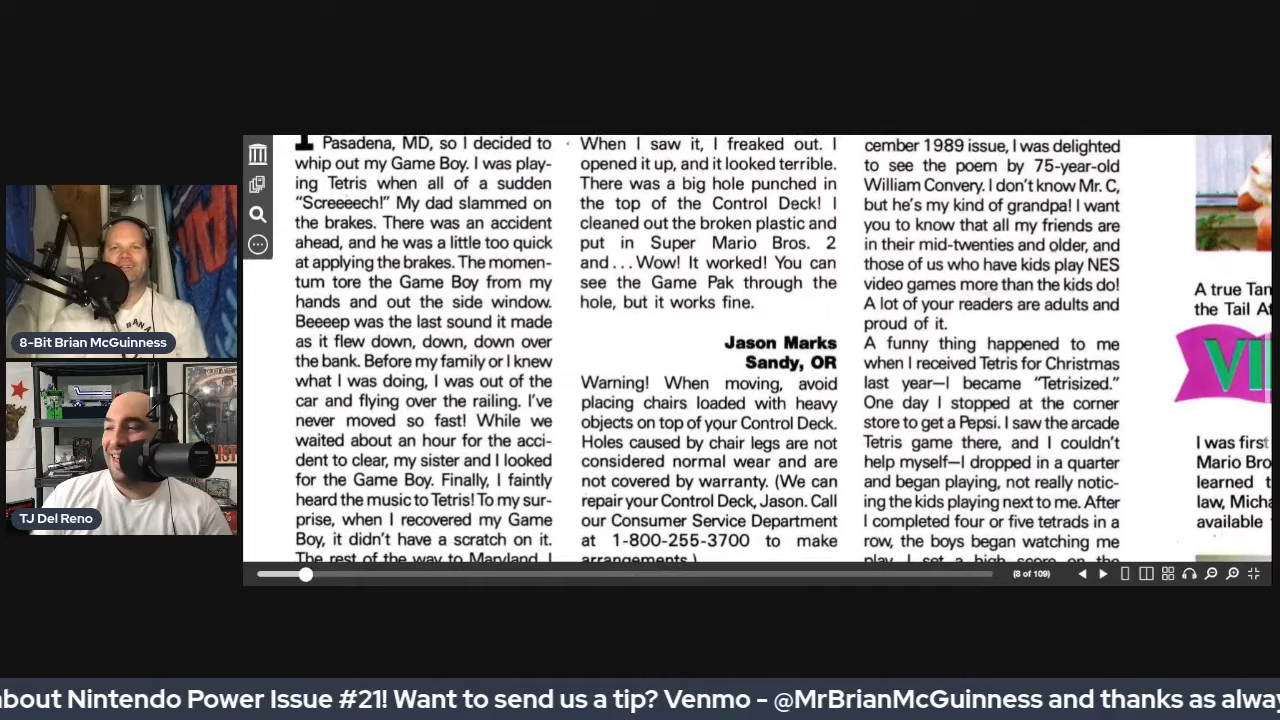 Pasadena, MD, so I decided to
whip out my Game Boy. I was play-
ing Tetris when all of a sudden
"Screeeech!" My dad slammed on
the brakes. There was an accident
ahead, and he was a little too quick
at applying the brakes. The momen-
tum tore the Game Boy from my
hands and out the side window.
Beeeep was the last sound it made
as it flew down, down, down over
the bank. Before my family or I knew
what I was doing, I was out of the
car and flying over the railing. I've
never moved so fast! While we
waited about an hour for the acci-
dent to clear, my sister and I looked
for the Game Boy. Finally, I faintly
heard the music to Tetris! To my sur-
prise, when I recovered my Game
Boy, it didn't have a scratch on it.
The rest of the way to Maryland, I
When I saw it, I freaked out. I
opened it up, and it looked terrible.
There was a big hole punched in
the top of the Control Deck! I
cleaned out the broken plastic and
put in Super Mario Bros. 2
and...Wow! It worked! You can
see the Game Pak through the
hole, but it works fine.
Jason Marks
Sandy, OR
Warning! When moving, avoid
placing chairs loaded with heavy
objects on top of your Control Deck.
Holes caused by chair legs are not
considered normal wear and are
not covered by warranty. (We can
repair your Control Deck, Jason. Call
our Consumer Service Department
at 1-800-255-3700 to make
arrangements.)
cember 1989 issue, I was delighted
to see the poem by 75-year-old
William Convery. I don't know Mr. C,
but he's my kind of grandpa! I want
you to know that all my friends are
in their mid-twenties and older, and
those of us who have kids play NES
video games more than the kids do!
A lot of your readers are adults and
proud of it.
A funny thing happened to me
when I received Tetris for Christmas
last year—I became "Tetrisized."
One day I stopped at the corner
store to get a Pepsi. I saw the arcade
Tetris game there, and I couldn't
help myself—I dropped in a quarter
and began playing, not really notic-
ing the kids playing next to me. After
I completed four or five tetrads in a
row, the boys began watching me
play. I set a high score on the
A true Tan
the Tail A
VI
I was first
Mario Bro
learned t
law, Micha
available
8-Bit Brian McGuinness
TJ Del Reno
(8 of 109)
about Nintendo Power Issue #21! Want to send us a tip? Venmo - @MrBrianMcGuinness and thanks as alway